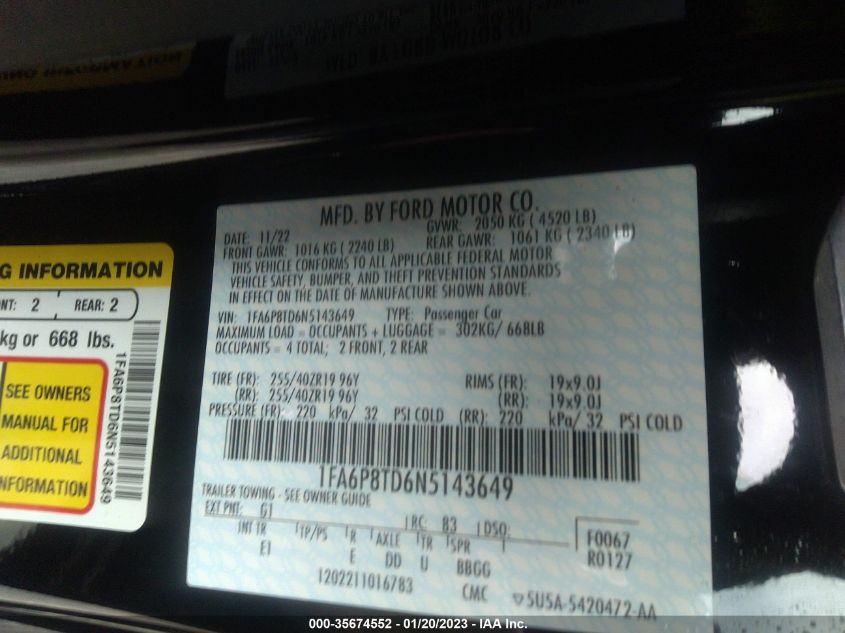 MFD. BY FORD MOTOR CO.
DATE: 11/22 GVWR: 2050 KG ( 4520 LB)
FRONT GAWR: 1016 KG ( 2240 LB) REAR GAWR: 1061 KG ( 2340 LB)
THIS VEHICLE CONFORMS TO ALL APPLICABLE FEDERAL MOTOR
VEHICLE SAFETY, BUMPER, AND THEFT PREVENTION STANDARDS
IN EFFECT ON THE DATE OF MANUFACTURE SHOWN ABOVE.
VIN: 1FA6P8TD6N5143649 TYPE: Passenger Car
MAXIMUM LOAD = OCCUPANTS + LUGGAGE = 302KG/ 668LB
OCCUPANTS = 4 TOTAL; 2 FRONT, 2 REAR
TIRE (FR): 255/40ZR19 96Y RIMS (FR): 19x9.0J
(RR): 255/40ZR19 96Y (RR): 19x9.0J
PRESSURE (FR): 220 kPa/ 32 PSI COLD (RR): 220 kPa/ 32 PSI COLD
1FA6P8TD6N5143649
TRAILER TOWING - SEE OWNER GUIDE
EXT PNT: G1 RC: 83 DSO:
F0067
R0127
INT TR TP/PS R AXLE TR SPR
EI E DD U BBGG
1202211016783 CMC
5U5A-5420472-AA
G INFORMATION
NT: 2 REAR: 2
kg or 668 lbs.
SEE OWNERS
MANUAL FOR
ADDITIONAL
INFORMATION
1FA6P8TD6N5143649
000-35674552 - 01/20/2023 - IAA Inc.